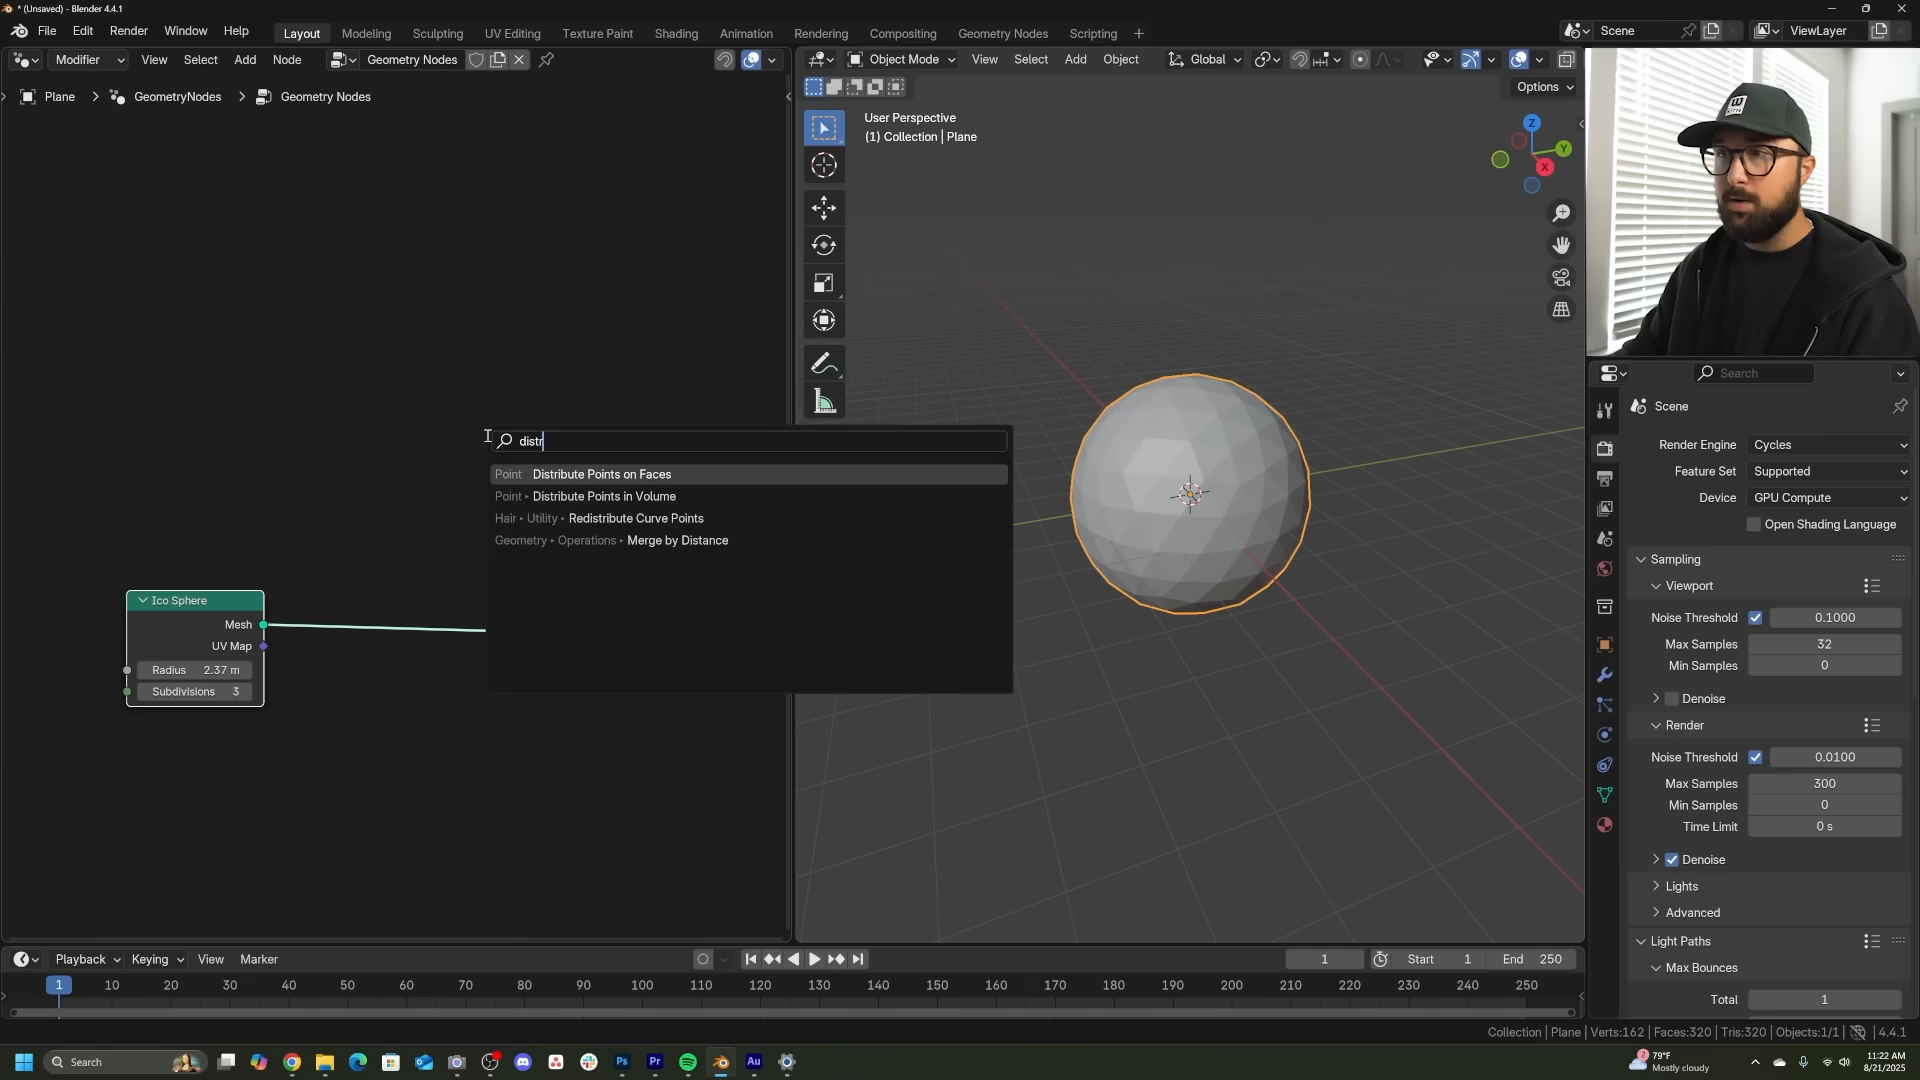 * (Unsaved) - Blender 4.4.1
File Edit Render Window Help
Layout Modeling Sculpting UV Editing Texture Paint Shading Animation Rendering Compositing Geometry Nodes Scripting +
Scene
ViewLayer
Modifier View Select Add Node Geometry Nodes
Object Mode View Select Add Object Global
Plane > GeometryNodes > Geometry Nodes
Options
User Perspective
(1) Collection | Plane
Z
Y
X
distr
Point Distribute Points on Faces
Point Distribute Points in Volume
Hair Utility Redistribute Curve Points
Geometry Operations Merge by Distance
Ico Sphere
Mesh
UV Map
Radius 2.37 m
Subdivisions 3
Search
Scene
Render Engine Cycles
Feature Set Supported
Device GPU Compute
Open Shading Language
Sampling
Viewport
Noise Threshold 0.1000
Max Samples 32
Min Samples 0
Denoise
Render
Noise Threshold 0.0100
Max Samples 300
Min Samples 0
Time Limit 0 s
Denoise
Lights
Advanced
Light Paths
Max Bounces
Total 1
Playback Keying View Marker
1 Start 1 End 250
1 10 20 30 40 50 60 70 80 90 100 110 120 130 140 150 160 170 180 190 200 210 220 230 240 250
Collection | Plane | Verts:162 | Faces:320 | Tris:320 | Objects:1/1 | 4.4.1
Search
Ps Pr Au
2
79°F
Mostly cloudy
11:22 AM
8/21/2025